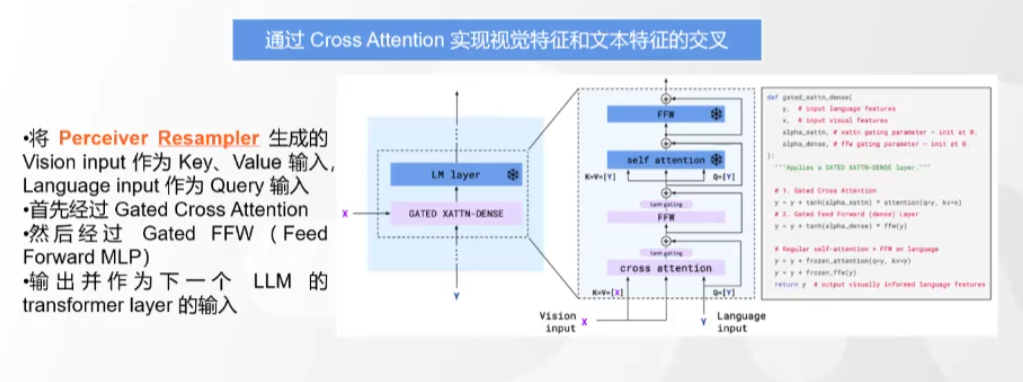 通过 Cross Attention 实现视觉特征和文本特征的交叉
•将 Perceiver Resampler 生成的
Vision input 作为 Key、Value 输入,
Language input 作为 Query 输入
•首先经过 Gated Cross Attention
•然后经过 Gated FFW（Feed
Forward MLP）
•输出并作为下一个 LLM 的
transformer layer 的输入
LM layer
X
GATED XATTN-DENSE
Y
FFW
self attention
K=V=[Y]
Q=[Y]
tanh gating
FFW
tanh gating
cross attention
K=V=[X]
Q=[Y]
Vision
input
X
Y
Language
input
def gated_xattn_dense(
y, # input language features
x, # input visual features
alpha_xattn, # xattn gating parameter – init at 0.
alpha_dense, # ffw gating parameter – init at 0.
):
"""Applies a GATED XATTN-DENSE layer."""
# 1. Gated Cross Attention
y = y + tanh(alpha_xattn) * attention(q=y, kv=x)
# 2. Gated Feed Forward (dense) Layer
y = y + tanh(alpha_dense) * ffw(y)
# Regular self-attention + FFW on language
y = y + frozen_attention(q=y, kv=y)
y = y + frozen_ffw(y)
return y # output visually informed language features